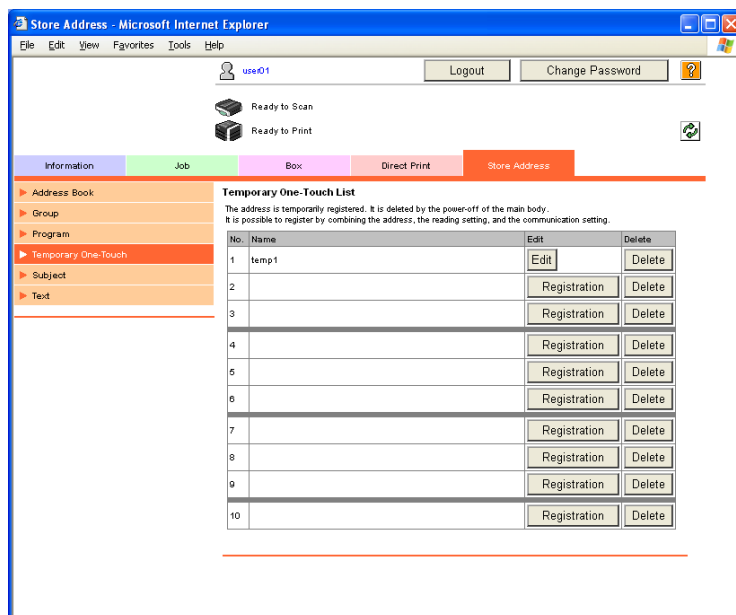 Store Address - Microsoft Internet Explorer
File Edit View Favorites Tools Help
user01 Logout Change Password ?
Ready to Scan
Ready to Print
Information Job Box Direct Print Store Address
Address Book
Group
Program
Temporary One-Touch
Subject
Text
Temporary One-Touch List
The address is temporarily registered. It is deleted by the power-off of the main body.
It is possible to register by combining the address, the reading setting, and the communication setting.
No. Name Edit Delete
1 temp1 Edit Delete
2 Registration Delete
3 Registration Delete
4 Registration Delete
5 Registration Delete
6 Registration Delete
7 Registration Delete
8 Registration Delete
9 Registration Delete
10 Registration Delete